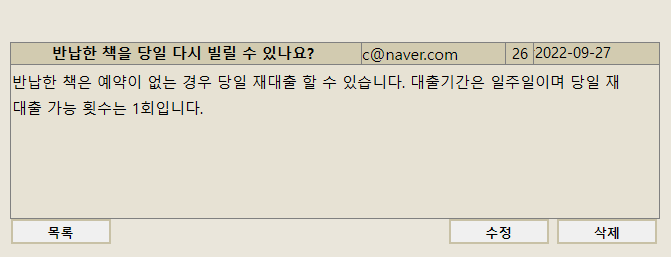 반납한 책을 당일 다시 빌릴 수 있나요? c@naver.com 26 2022-09-27
반납한 책은 예약이 없는 경우 당일 재대출 할 수 있습니다. 대출기간은 일주일이며 당일 재
대출 가능 횟수는 1회입니다.
목록 수정 삭제